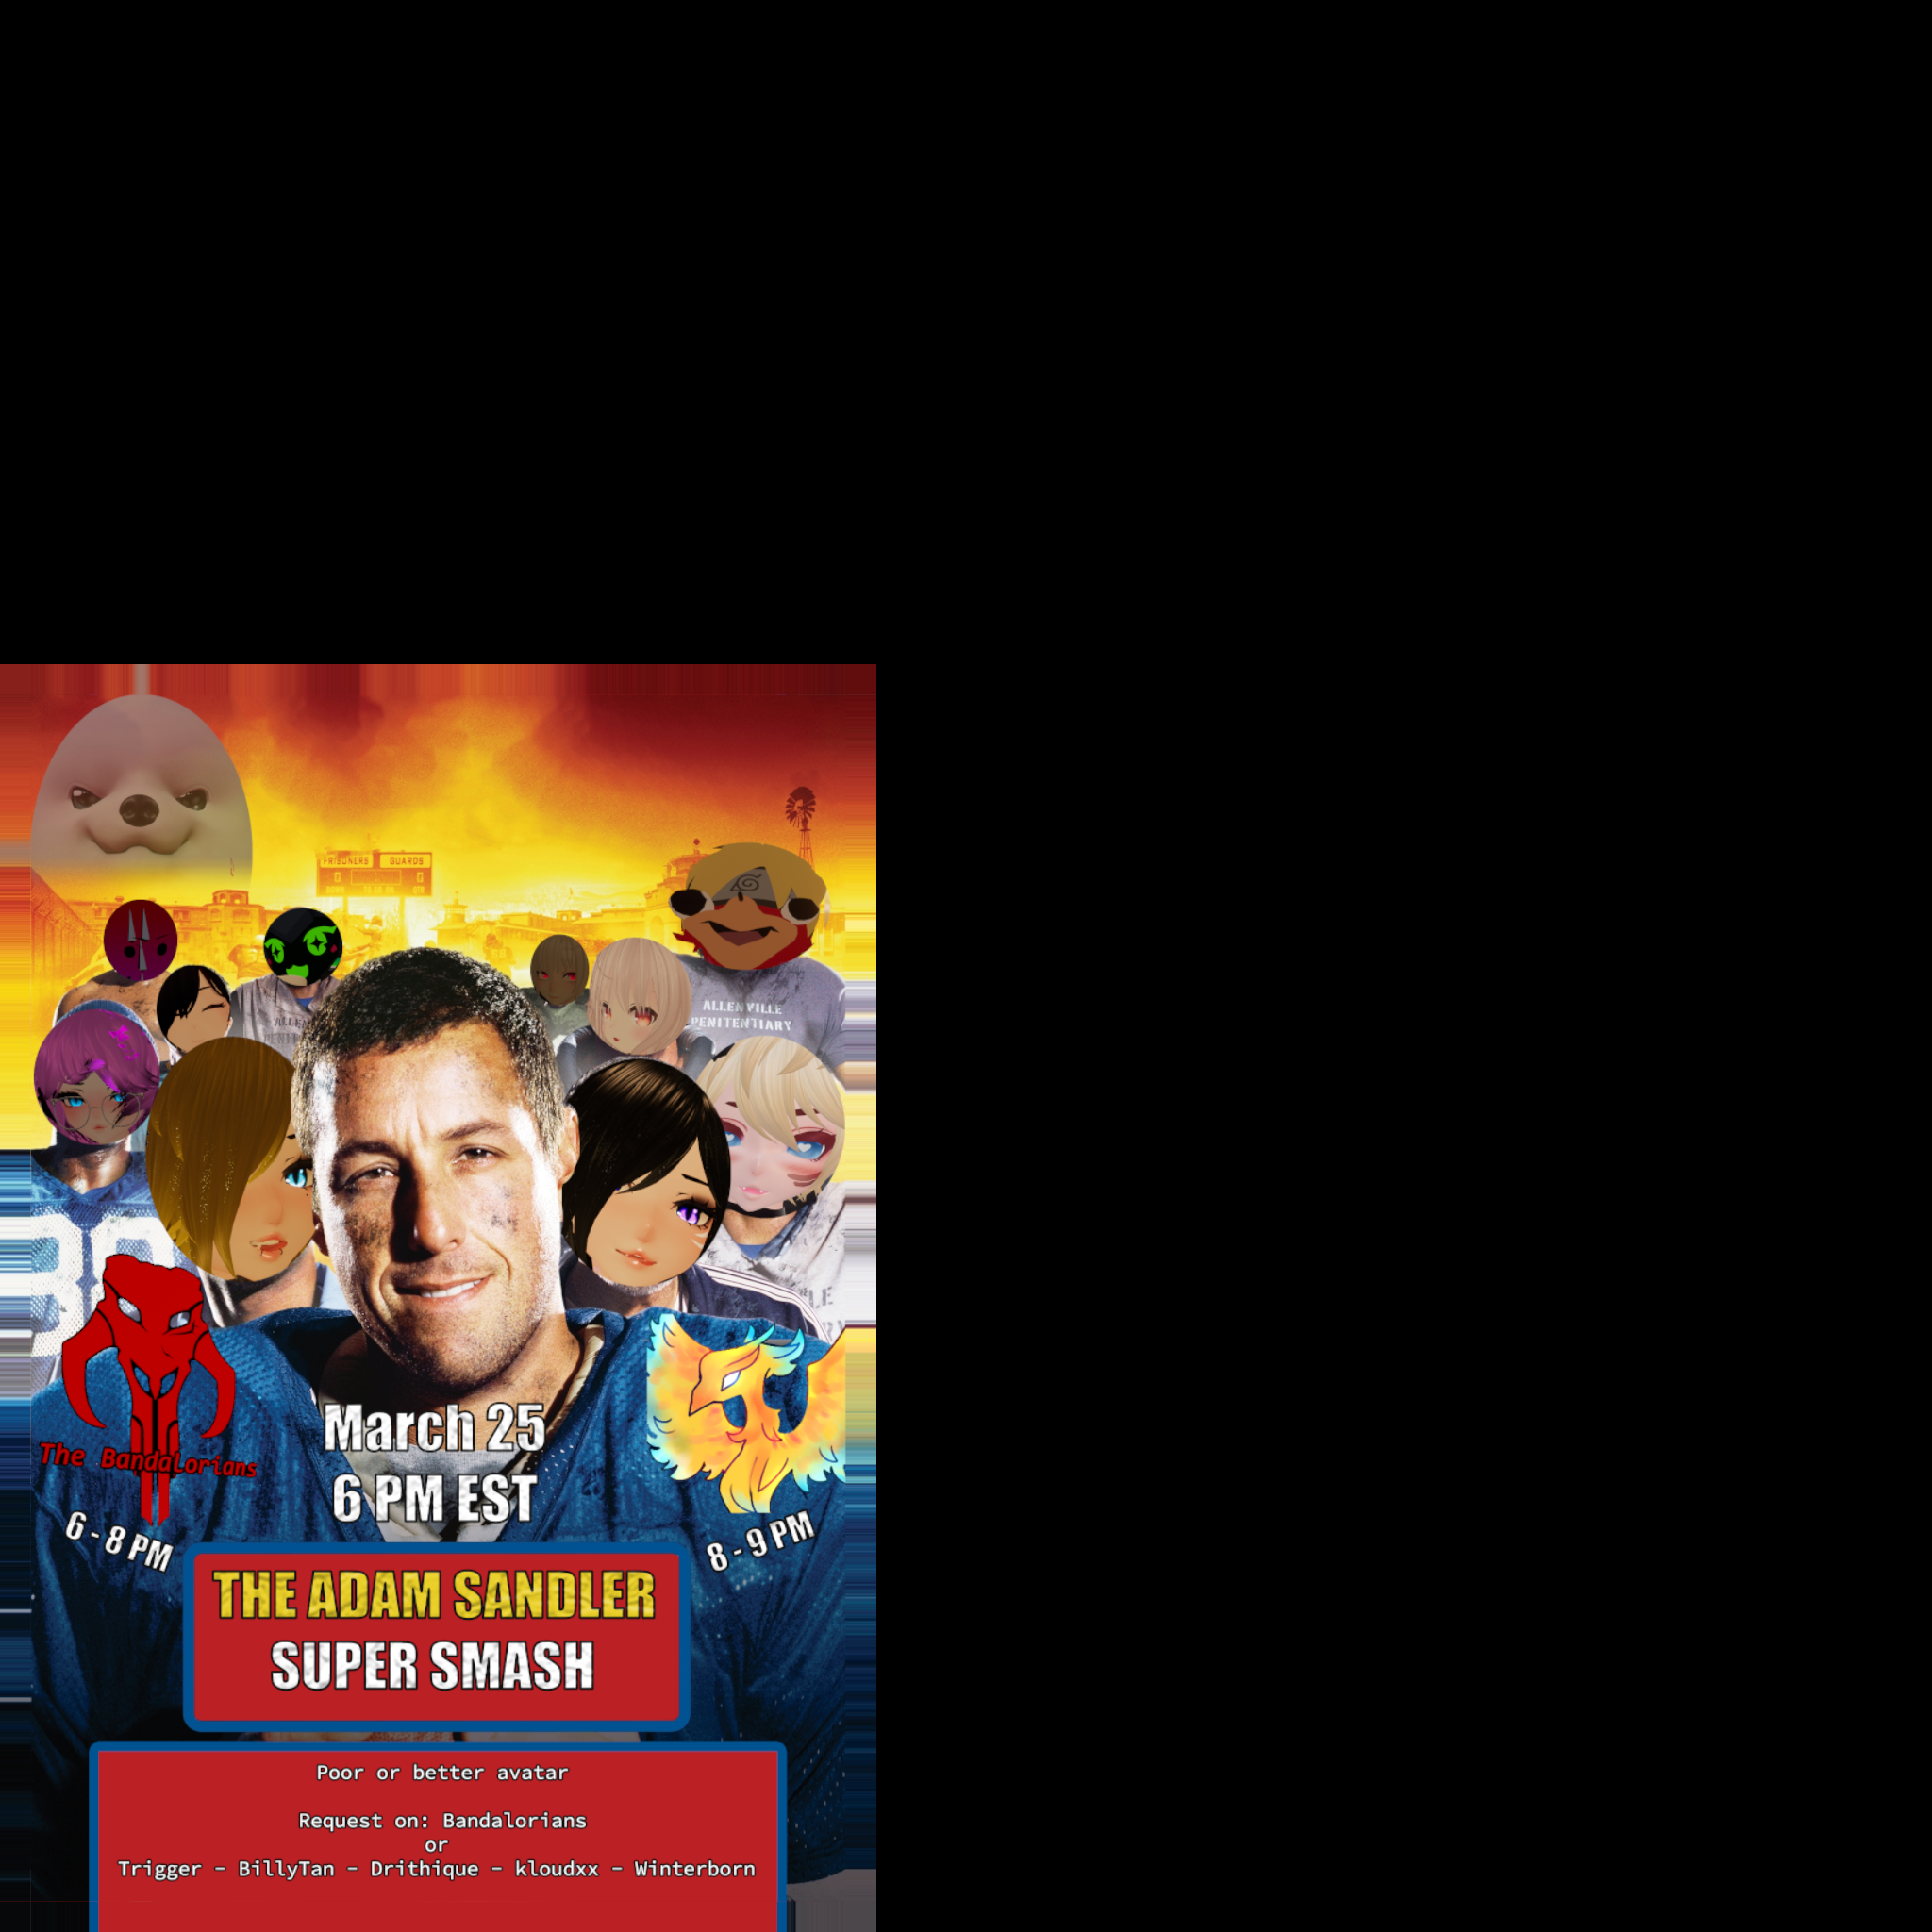 PRISONERS GUARDS
ALLENVILLE
PENITENTIARY
March 25
6 PM EST
The BandaLorians
6 - 8 PM
8 - 9 PM
THE ADAM SANDLER
SUPER SMASH
Poor or better avatar
Request on: Bandalorians
or
Trigger - BillyTan - Drithique - kloudxx - Winterborn